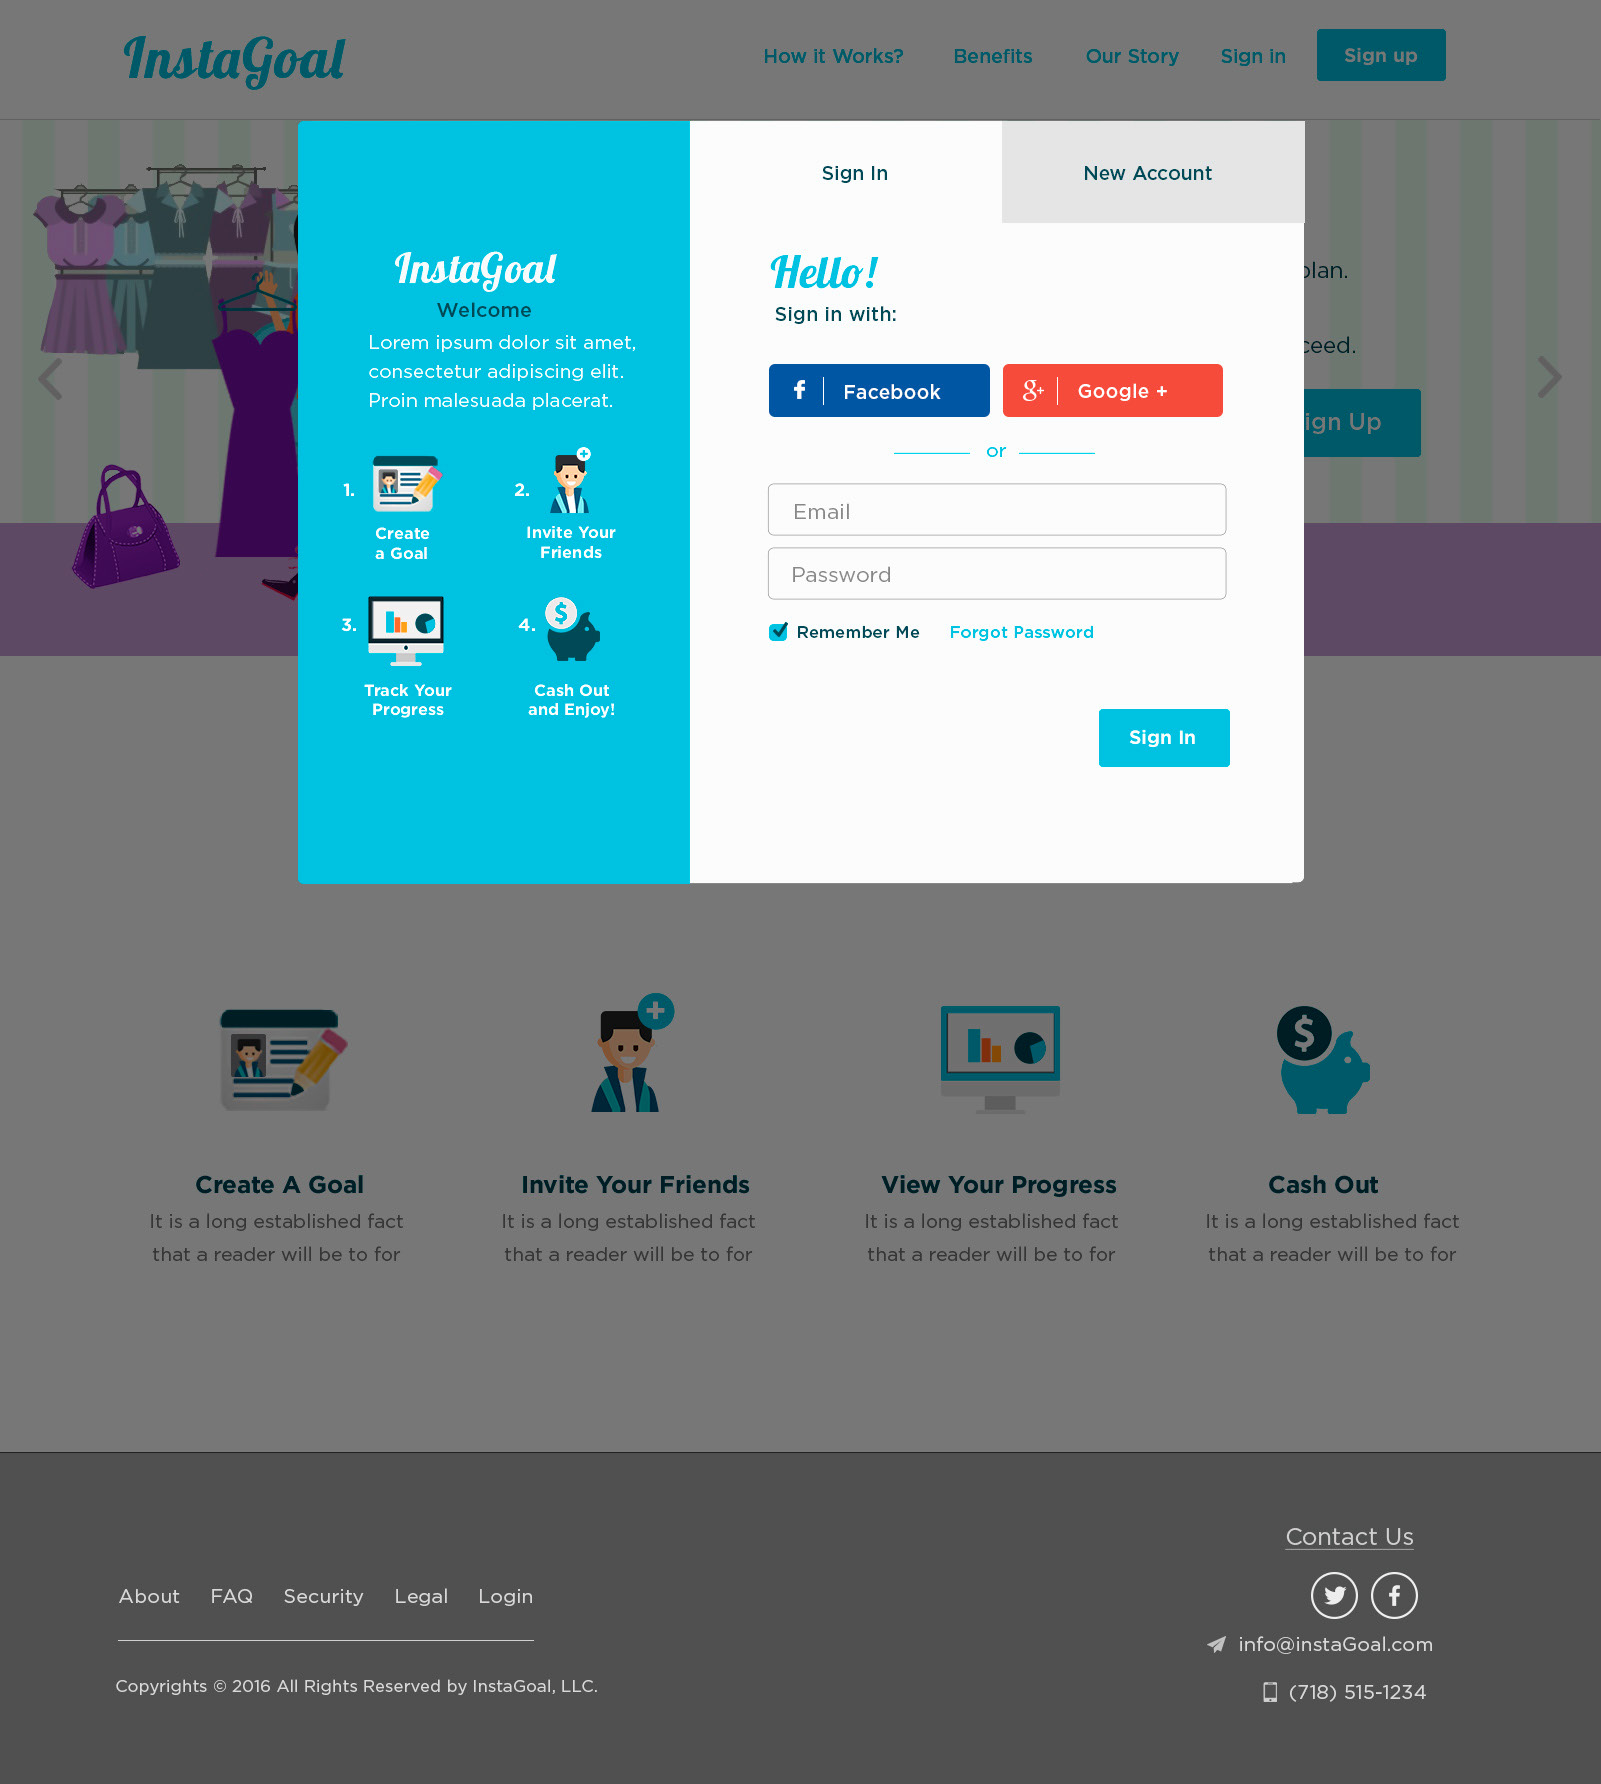 InstaGoal
How it Works?
Benefits
Our Story
Sign in
Sign up
InstaGoal
Welcome
Lorem ipsum dolor sit amet,
consectetur adipiscing elit.
Proin malesuada placerat.
1.
Create
a Goal
2.
Invite Your
Friends
3.
Track Your
Progress
4.
Cash Out
and Enjoy!
Sign In
New Account
Hello!
Sign in with:
Facebook
Google +
or
Email
Password
Remember Me
Forgot Password
Sign In
plan.
ceed.
ign Up
Create A Goal
It is a long established fact
that a reader will be to for
Invite Your Friends
It is a long established fact
that a reader will be to for
View Your Progress
It is a long established fact
that a reader will be to for
Cash Out
It is a long established fact
that a reader will be to for
About
FAQ
Security
Legal
Login
Copyrights © 2016 All Rights Reserved by InstaGoal, LLC.
Contact Us
info@instaGoal.com
(718) 515-1234